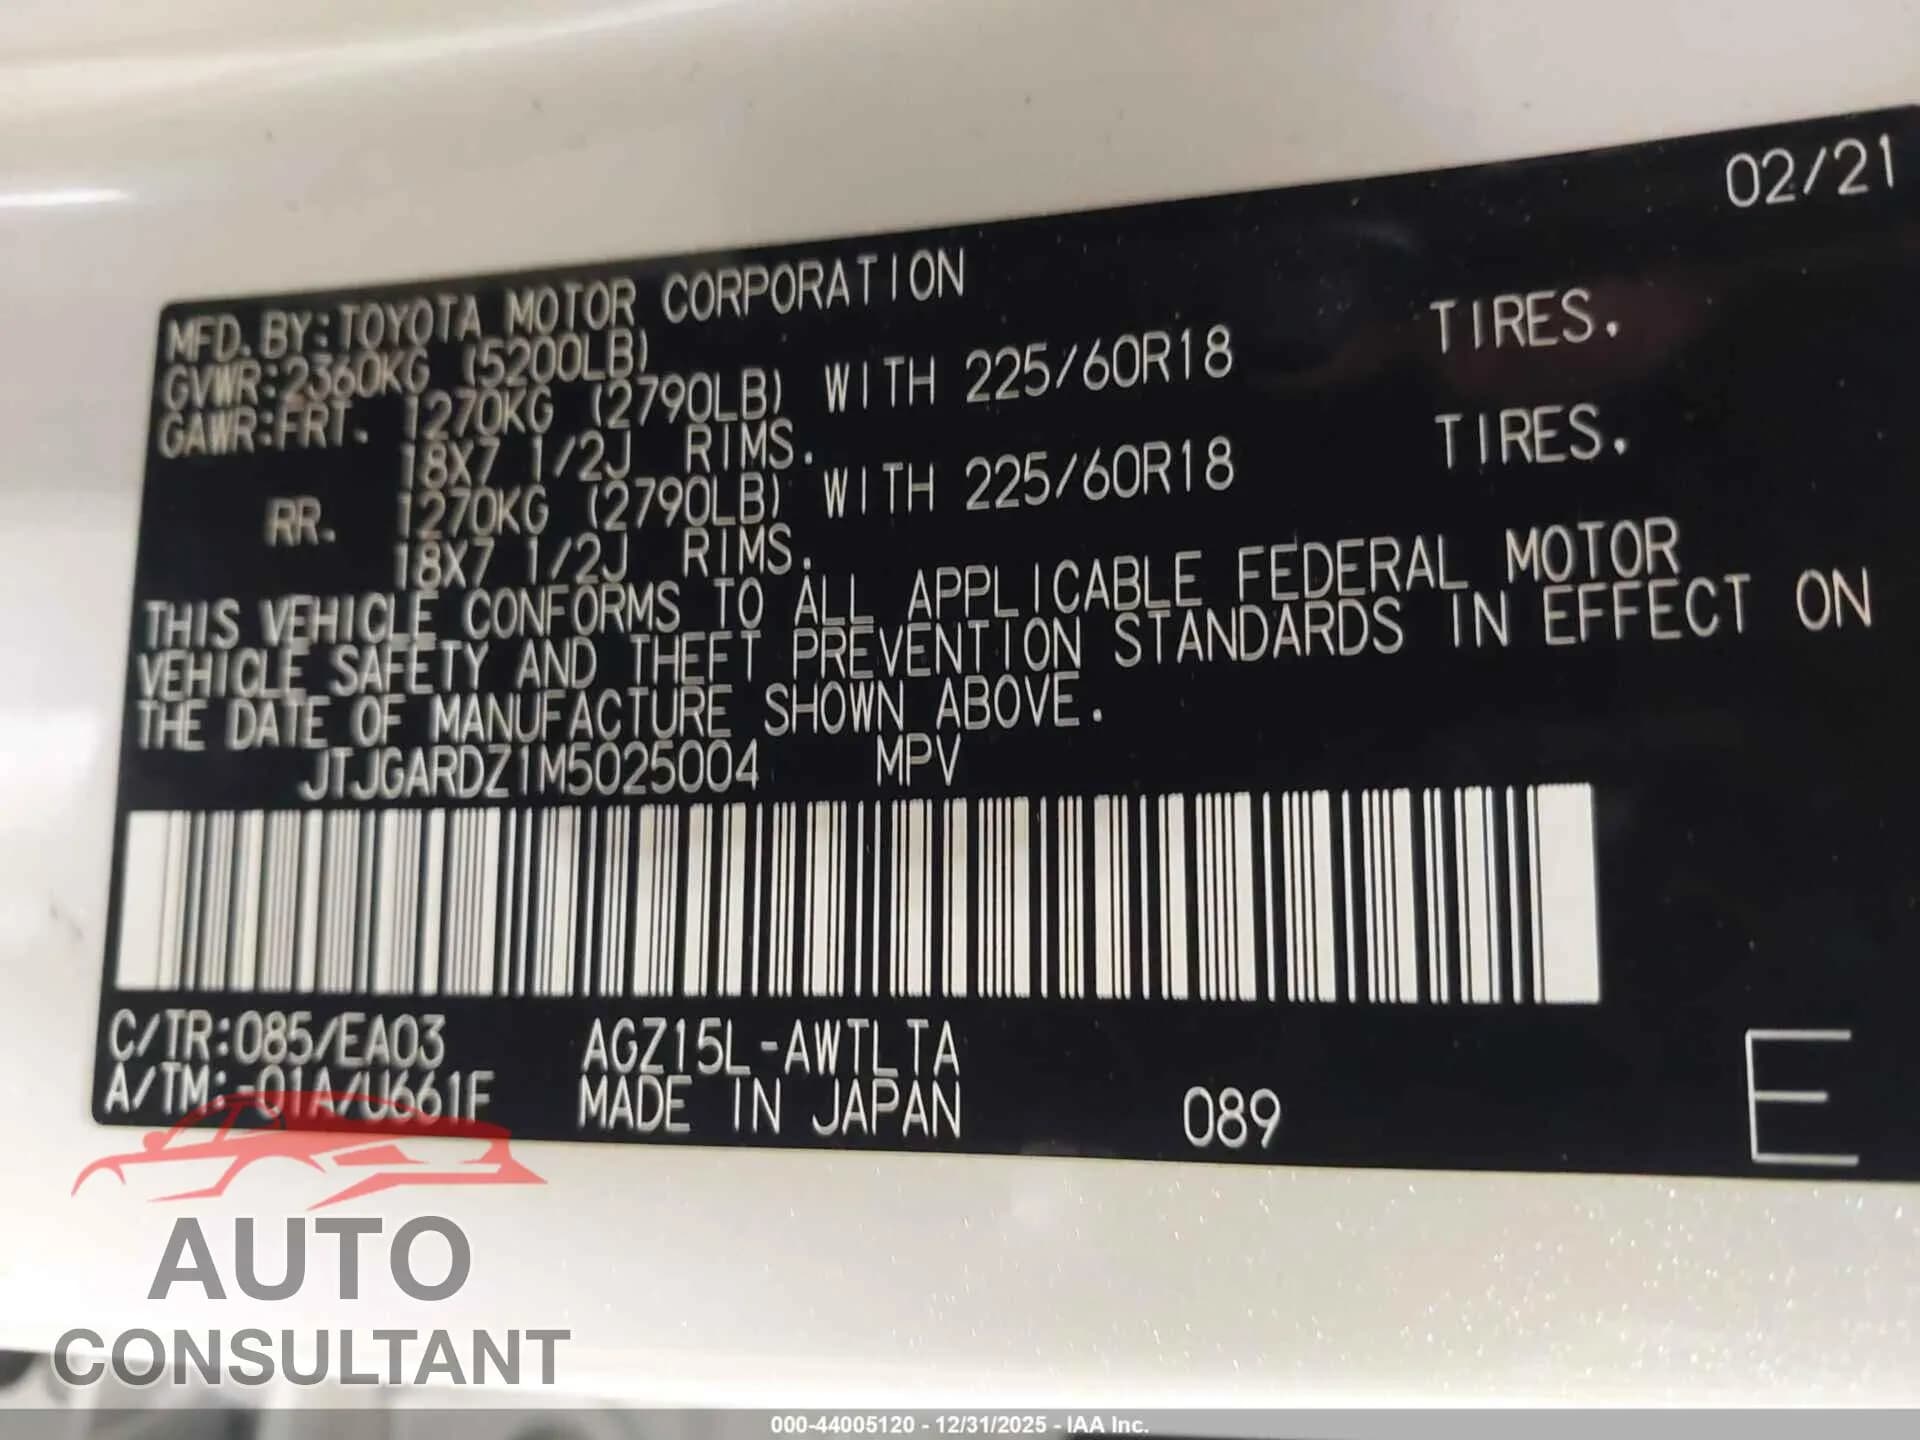 02/21
MFD.BY:TOYOTA MOTOR CORPORATION
GVWR:2360KG (5200LB)
GAWR:FRT. 1270KG (2790LB) WITH 225/60R18 TIRES.
18X7 1/2J RIMS.
RR. 1270KG (2790LB) WITH 225/60R18 TIRES.
18X7 1/2J RIMS.
THIS VEHICLE CONFORMS TO ALL APPLICABLE FEDERAL MOTOR
VEHICLE SAFETY AND THEFT PREVENTION STANDARDS IN EFFECT ON
THE DATE OF MANUFACTURE SHOWN ABOVE.
JTJGARDZ1M5025004 MPV
C/TR:085/EA03 AGZ15L-AWTLTA
A/TM:-01A/U661F MADE IN JAPAN 089
E
AUTO
CONSULTANT
000-44005120 - 12/31/2025 - IAA Inc.